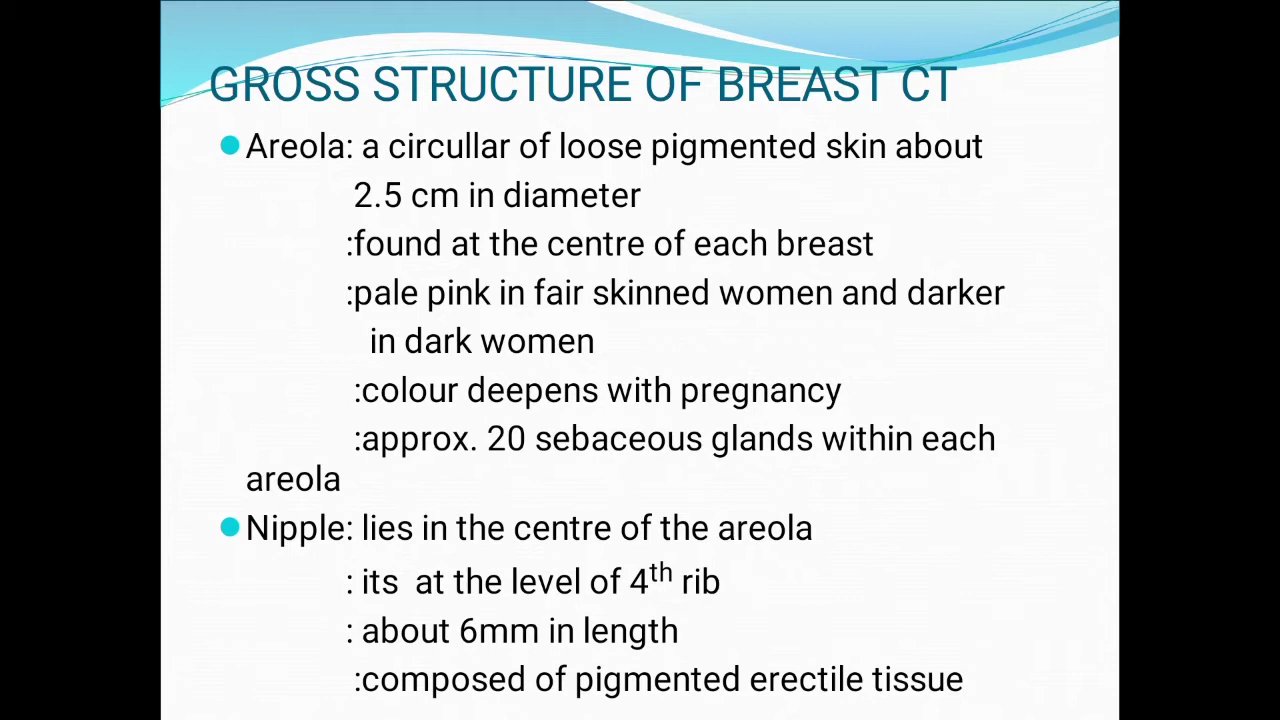 GROSS STRUCTURE OF BREAST CT
Areola: a circullar of loose pigmented skin about
2.5 cm in diameter
:found at the centre of each breast
:pale pink in fair skinned women and darker
in dark women
:colour deepens with pregnancy
:approx. 20 sebaceous glands within each
areola
Nipple: lies in the centre of the areola
: its at the level of 4th rib
: about 6mm in length
:composed of pigmented erectile tissue